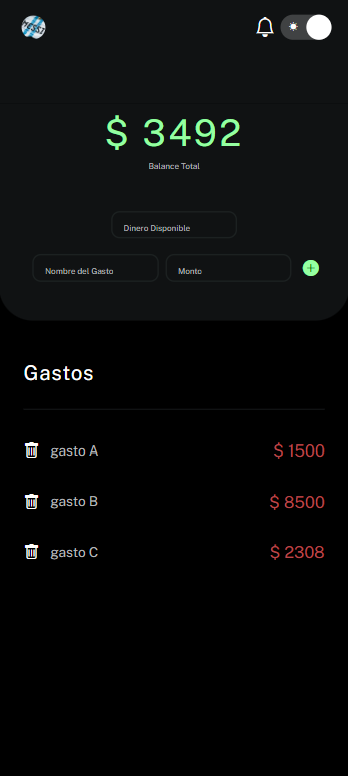 $ 3492
Balance Total
Dinero Disponible
Nombre del Gasto
Monto
Gastos
gasto A
$ 1500
gasto B
$ 8500
gasto C
$ 2308